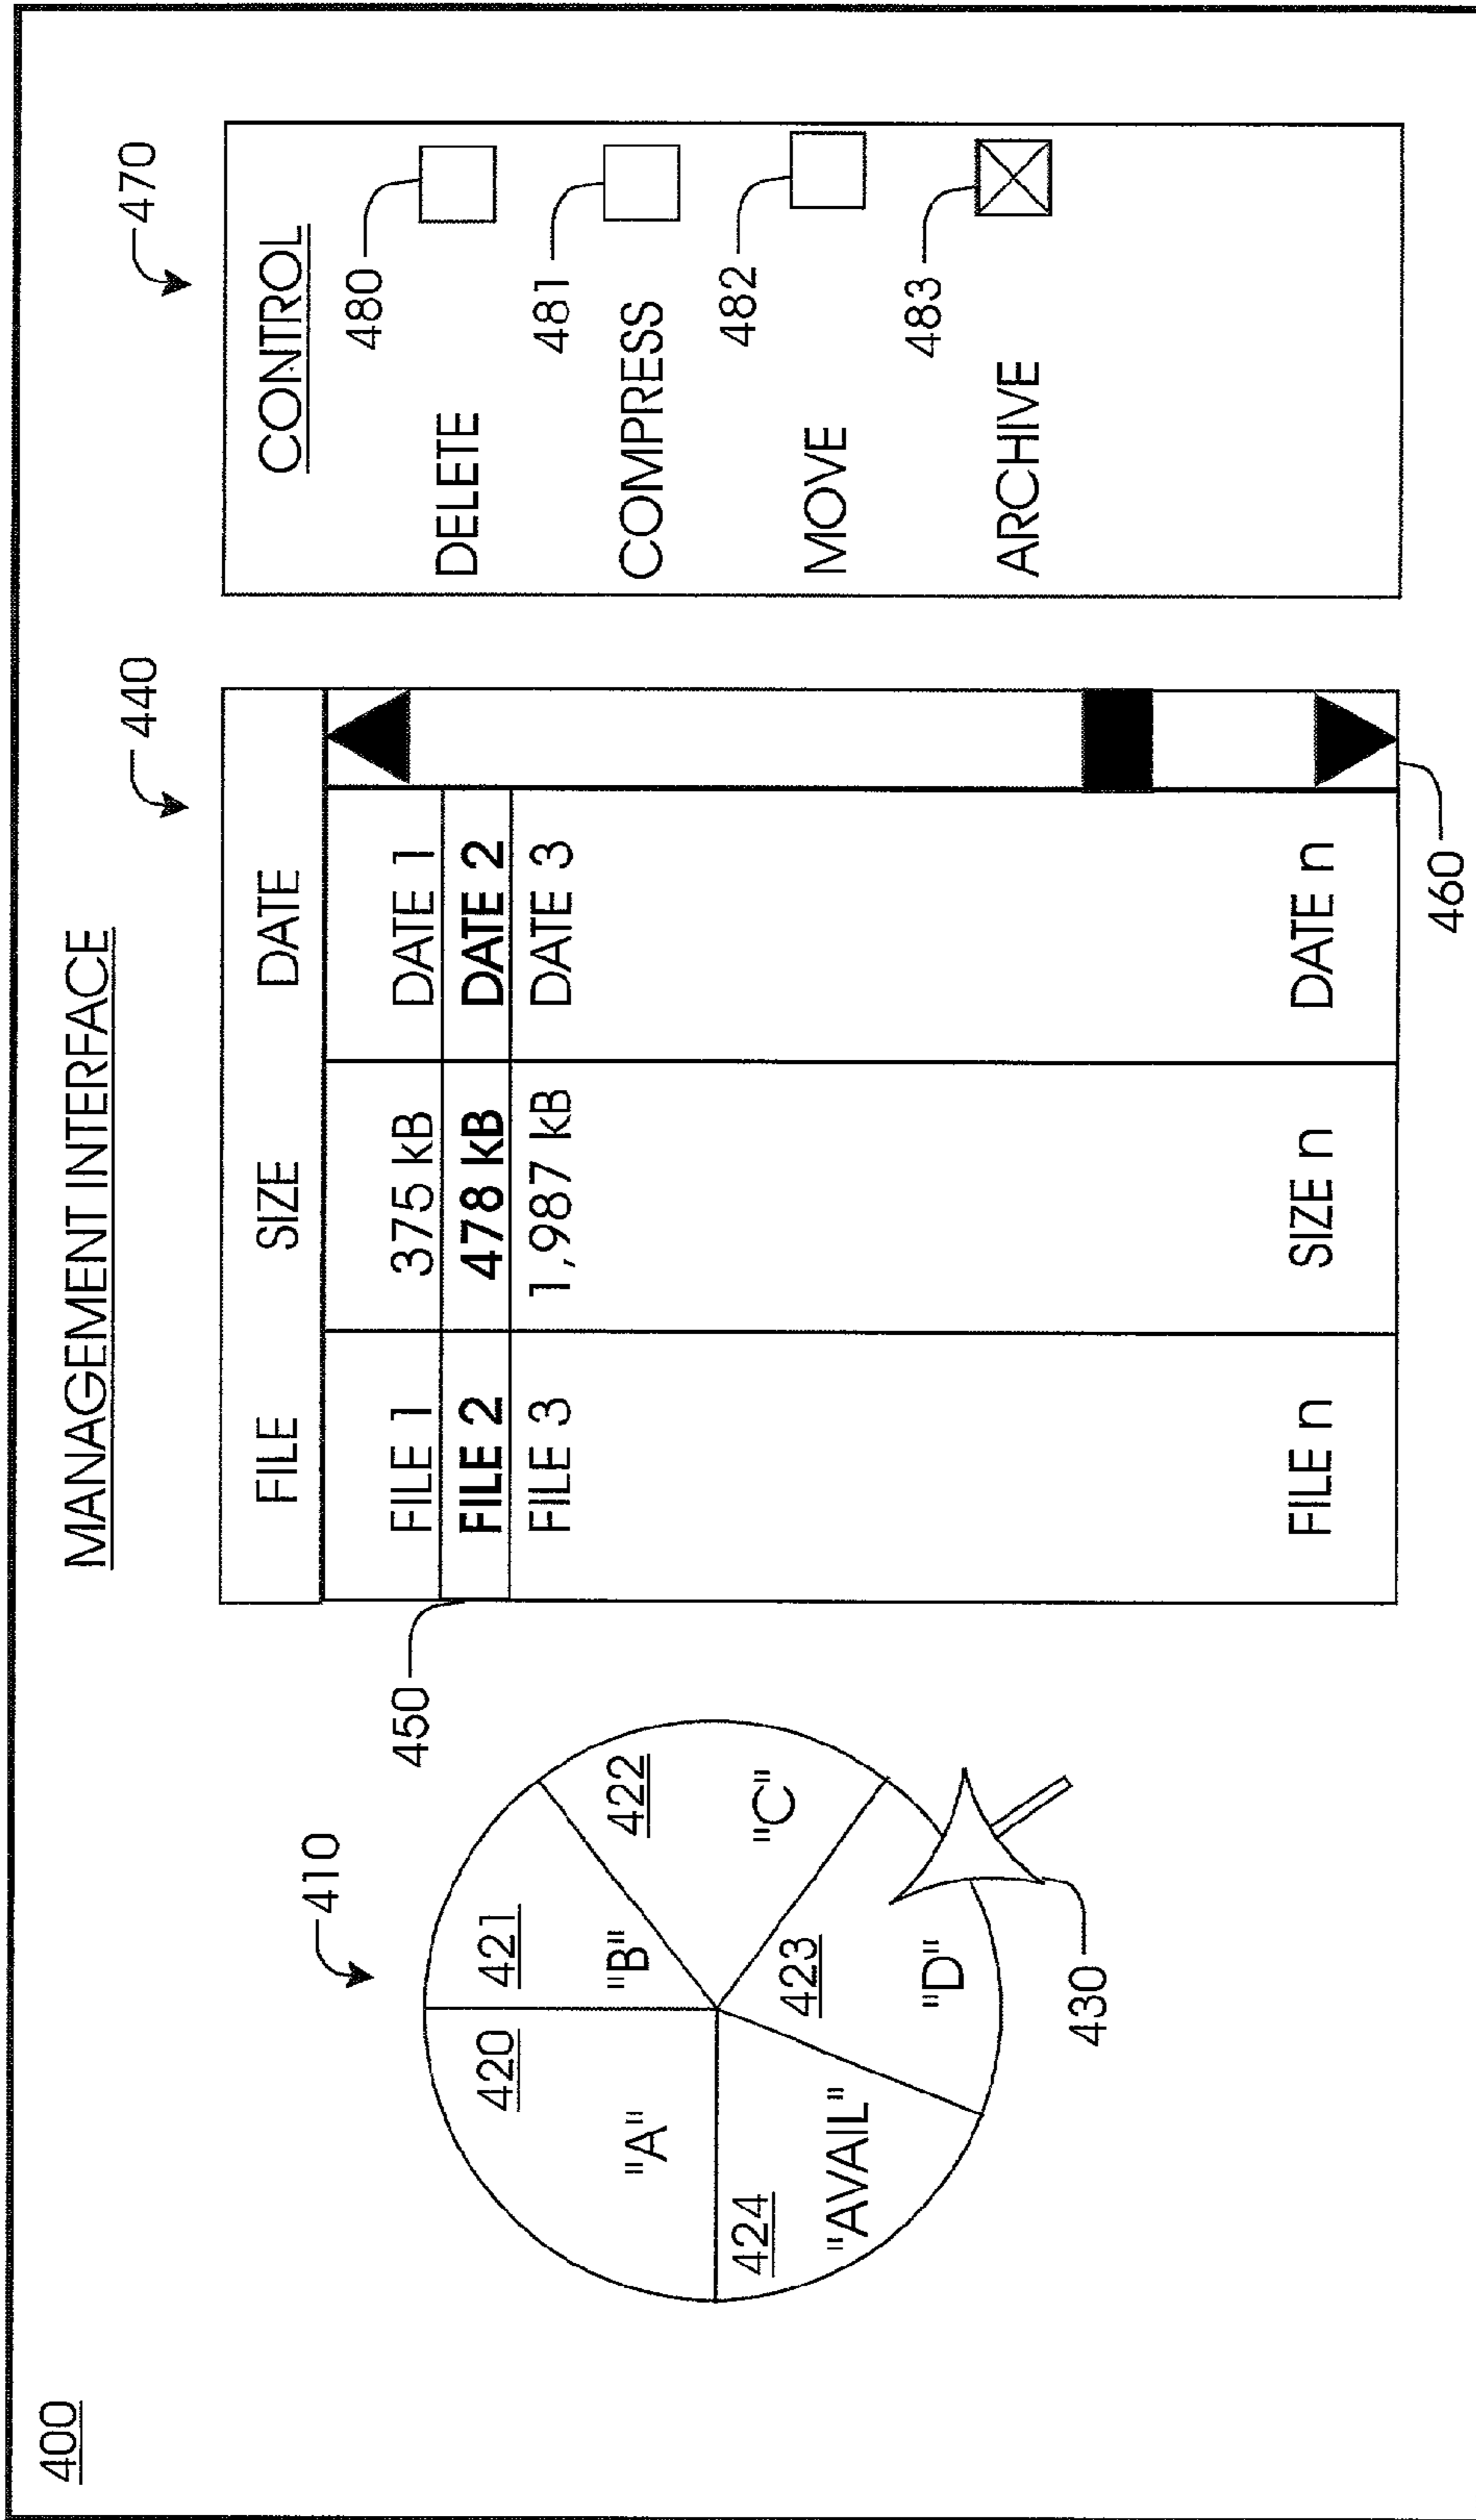 400
MANAGEMENT INTERFACE
410
420
421
"A"
"B"
422
"C"
424
"AVAIL"
423
"D"
430
440
FILE SIZE DATE
450
FILE 1 375 kB DATE 1
FILE 2 478 kB DATE 2
FILE 3 1,987 kB DATE 3
FILE n SIZE n DATE n
460
470
CONTROL
480
DELETE
481
COMPRESS
482
MOVE
483
ARCHIVE